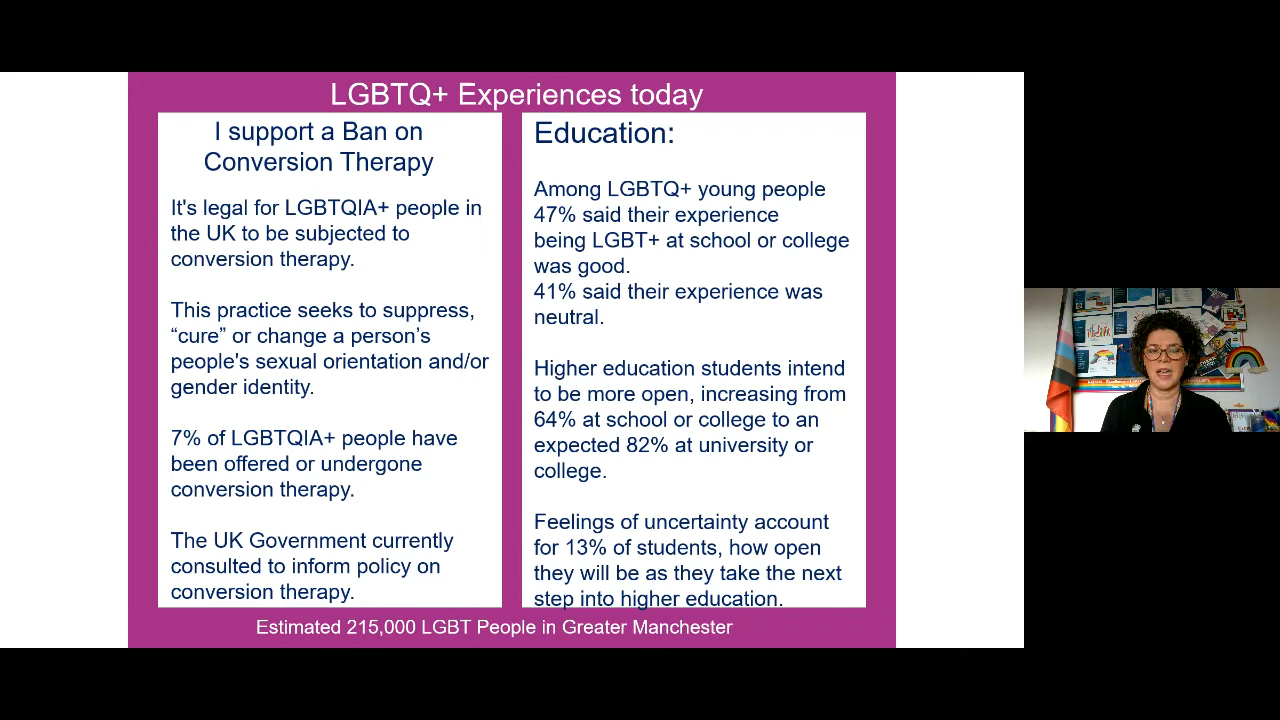 LGBTQ+ Experiences today
I support a Ban on
Conversion Therapy
It's legal for LGBTQIA+ people in
the UK to be subjected to
conversion therapy.
This practice seeks to suppress,
“cure” or change a person’s
people's sexual orientation and/or
gender identity.
7% of LGBTQIA+ people have
been offered or undergone
conversion therapy.
The UK Government currently
consulted to inform policy on
conversion therapy.
Education:
Among LGBTQ+ young people
47% said their experience
being LGBT+ at school or college
was good.
41% said their experience was
neutral.
Higher education students intend
to be more open, increasing from
64% at school or college to an
expected 82% at university or
college.
Feelings of uncertainty account
for 13% of students, how open
they will be as they take the next
step into higher education.
Estimated 215,000 LGBT People in Greater Manchester